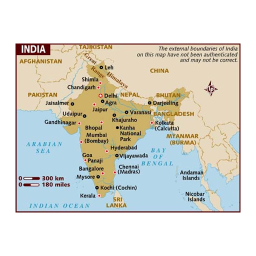 INDIA
TAJIKISTAN
The external boundaries of India
on this map have not been authenticated
and may not be correct.
AFGHANISTAN
Leh
Great Himalaya
CHINA
Shimla
Chandigarh
PAKISTAN
Delhi
NEPAL
BHUTAN
Jaisalmer
Agra
Darjeeling
Jaipur
Udaipur
Varanasi
BANGLADESH
Gandhinagar
Khajuraho
Kolkata
(Calcutta)
Bhopal
Kanha
National
Park
Mumbai
(Bombay)
MYANMAR
(BURMA)
ARABIAN
SEA
Hyderabad
BAY
OF
BENGAL
Goa
Panaji
Vijayawada
Bangalore
Chennai
(Madras)
Andaman
Islands
Mysore
0 300 km
0 180 miles
Kochi (Cochin)
Kerala
Nicobar
Islands
INDIAN OCEAN
SRI
LANKA